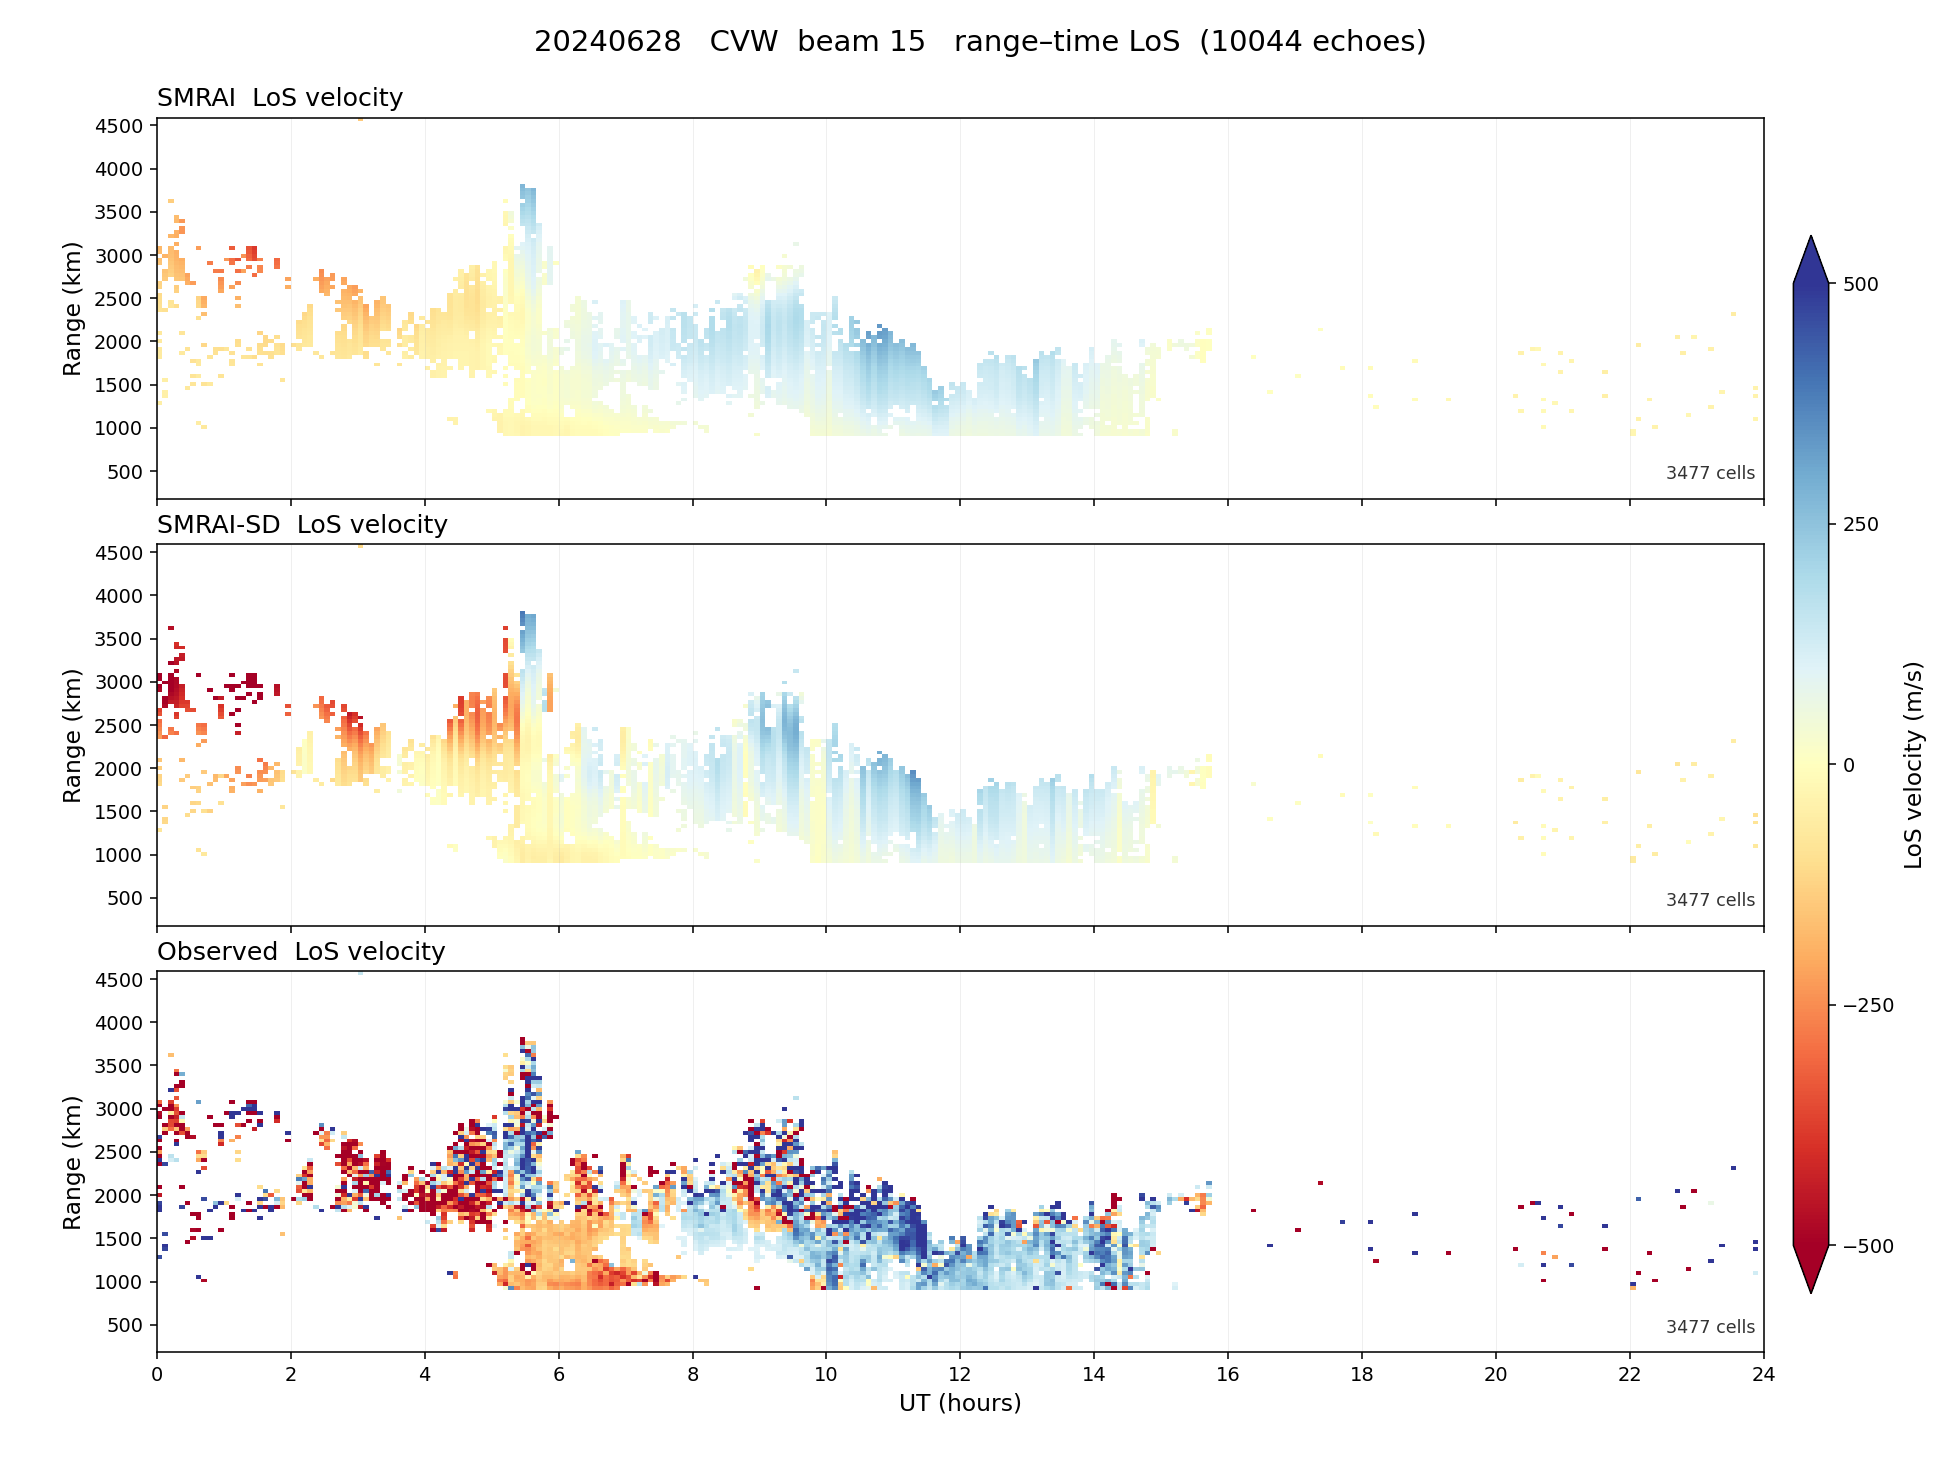 20240628   CVW  beam 15   range–time LoS  (10044 echoes)
SMRAI  LoS velocity
4500
4000
3500
3000
2500
2000
1500
1000
500
Range (km)
3477 cells
SMRAI-SD  LoS velocity
4500
4000
3500
3000
2500
2000
1500
1000
500
Range (km)
3477 cells
Observed  LoS velocity
4500
4000
3500
3000
2500
2000
1500
1000
500
Range (km)
3477 cells
0 2 4 6 8 10 12 14 16 18 20 22 24
UT (hours)
500
250
0
−250
−500
LoS velocity (m/s)